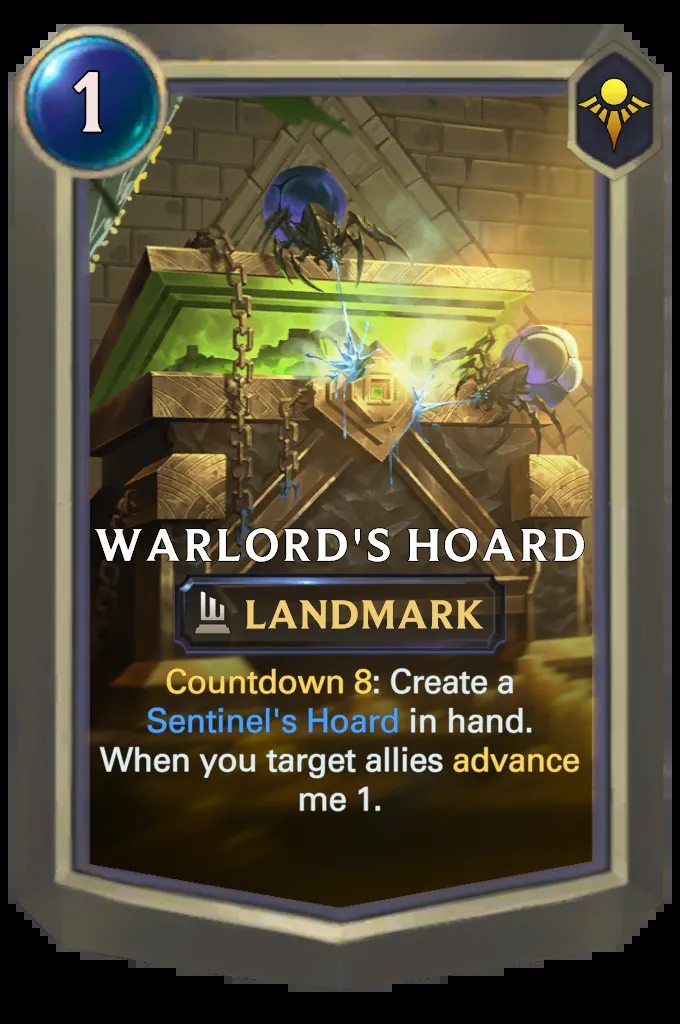 1
WARLORD'S HOARD
LANDMARK
Countdown 8: Create a
Sentinel's Hoard in hand.
When you target allies advance
me 1.